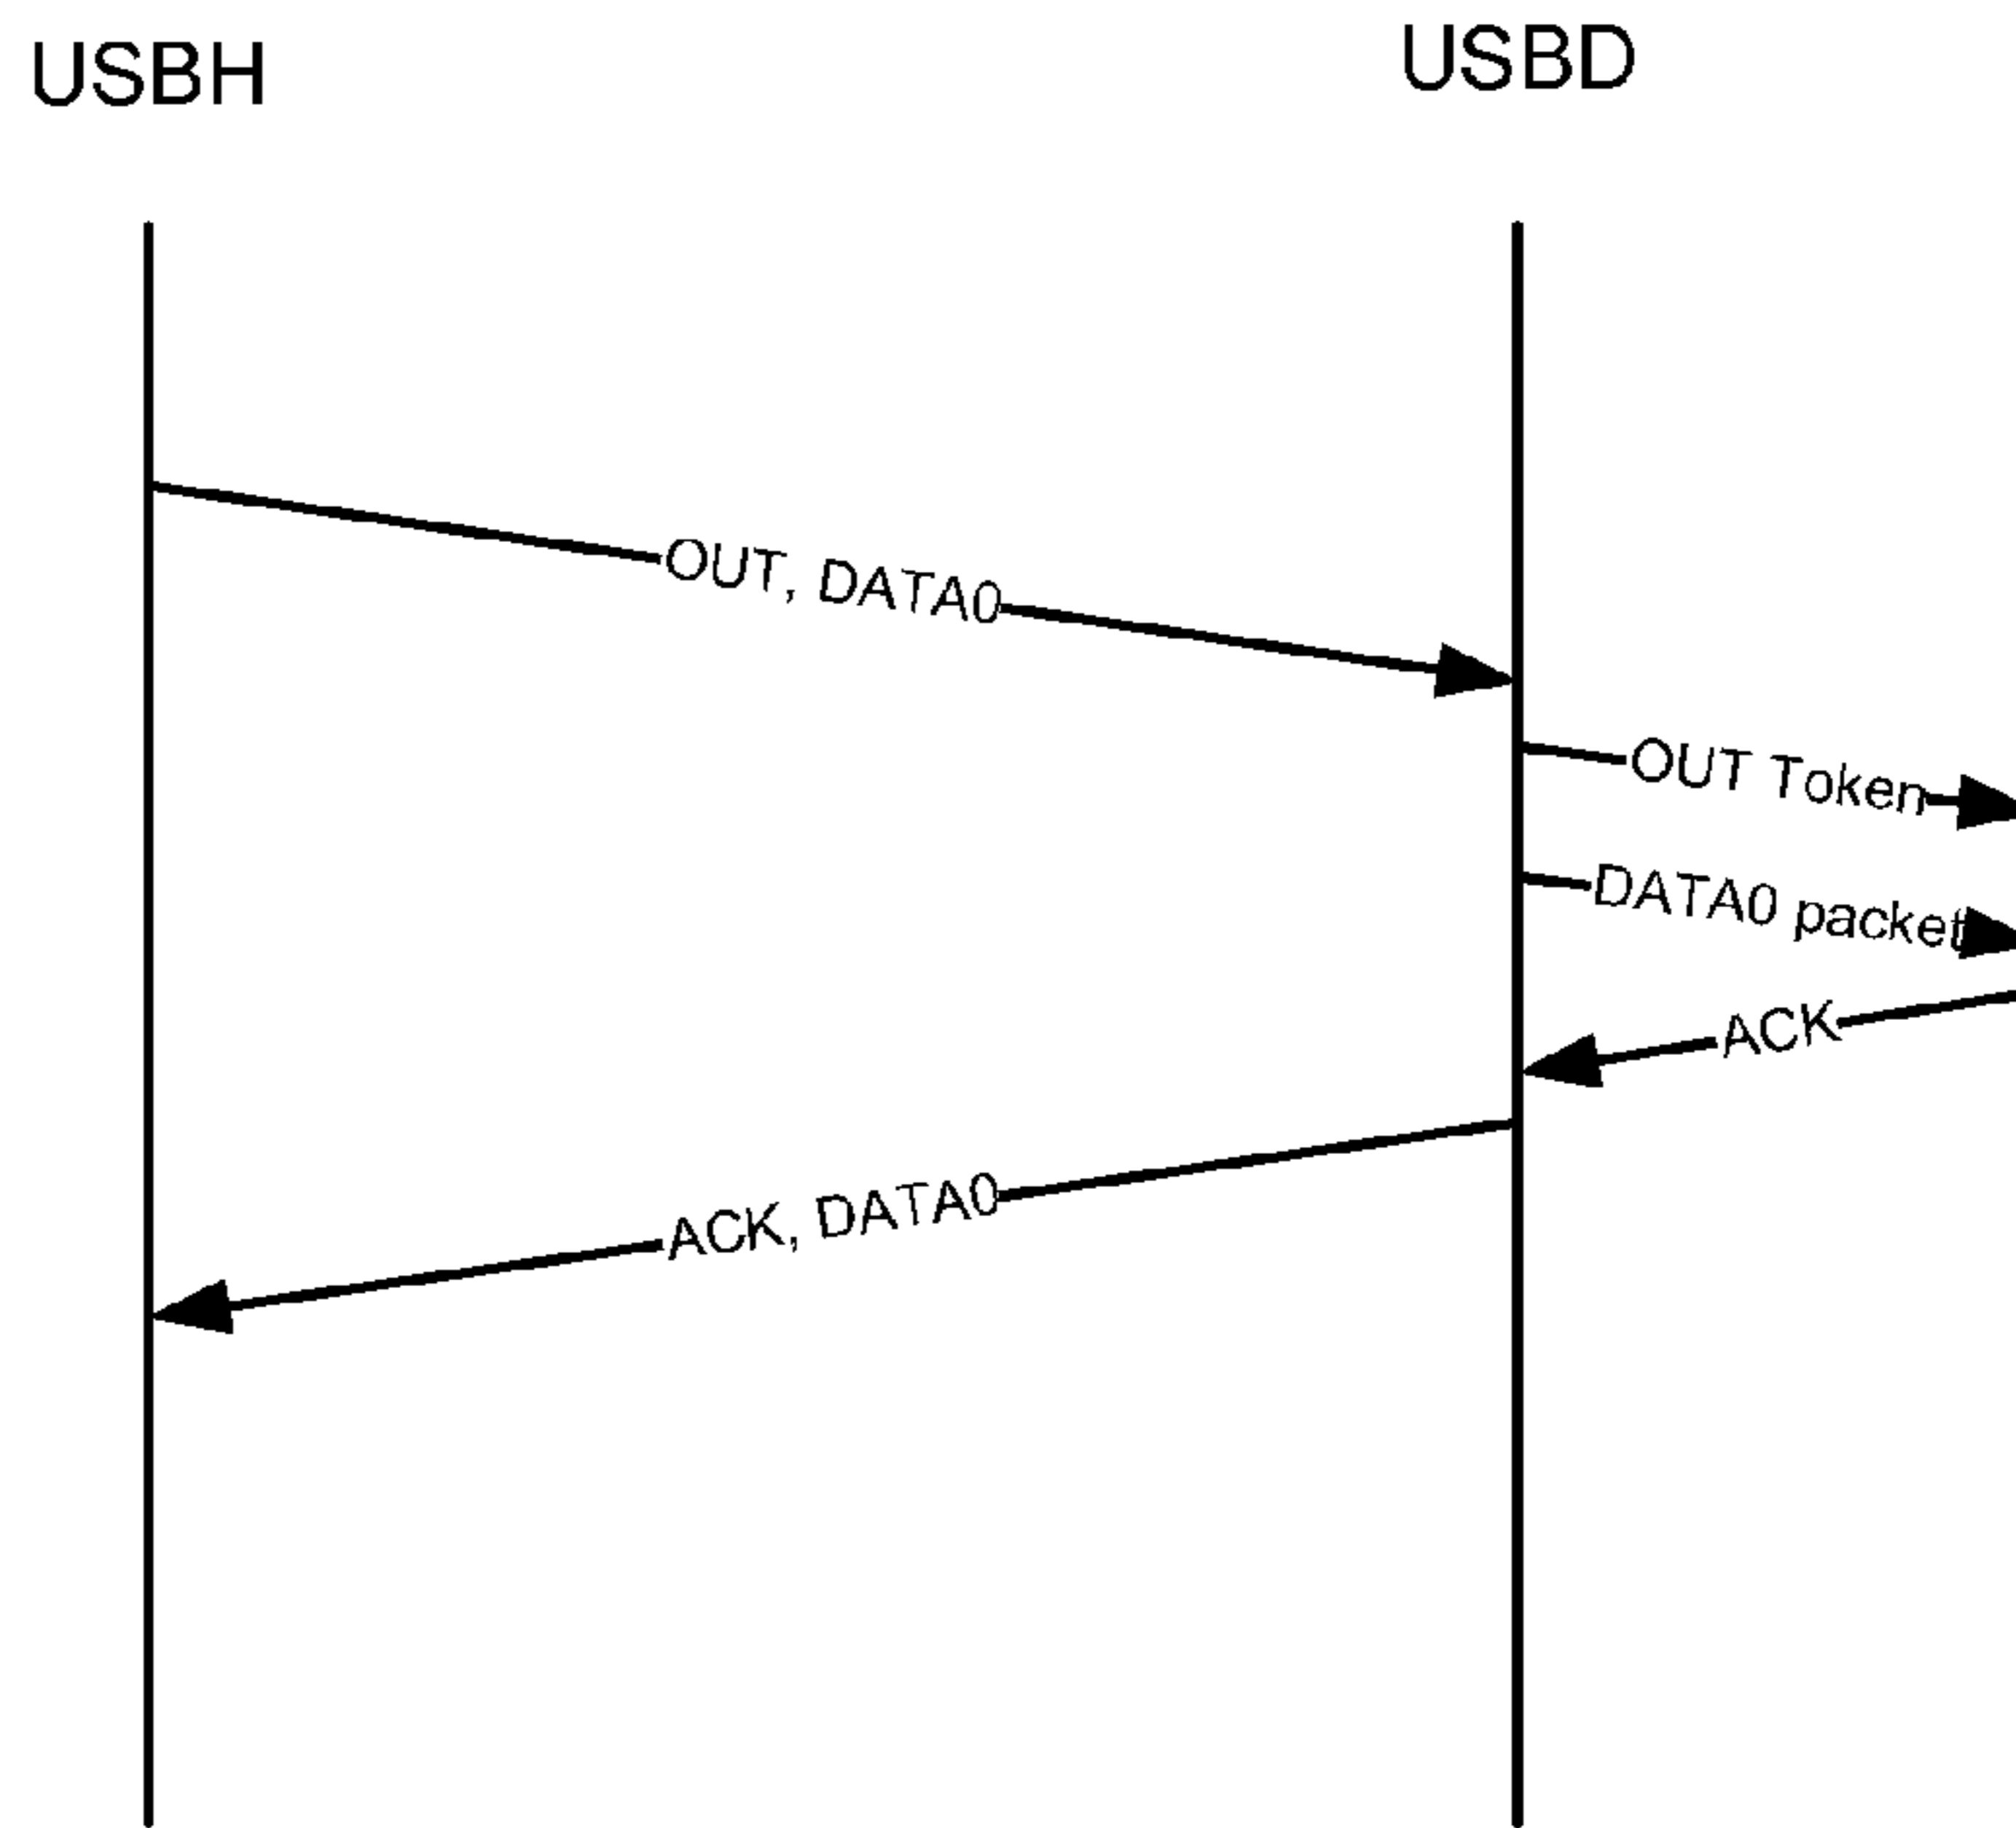 USBH
USBD
OUT, DATA0
OUT Token
DATA0 packet
ACK
ACK, DATA0